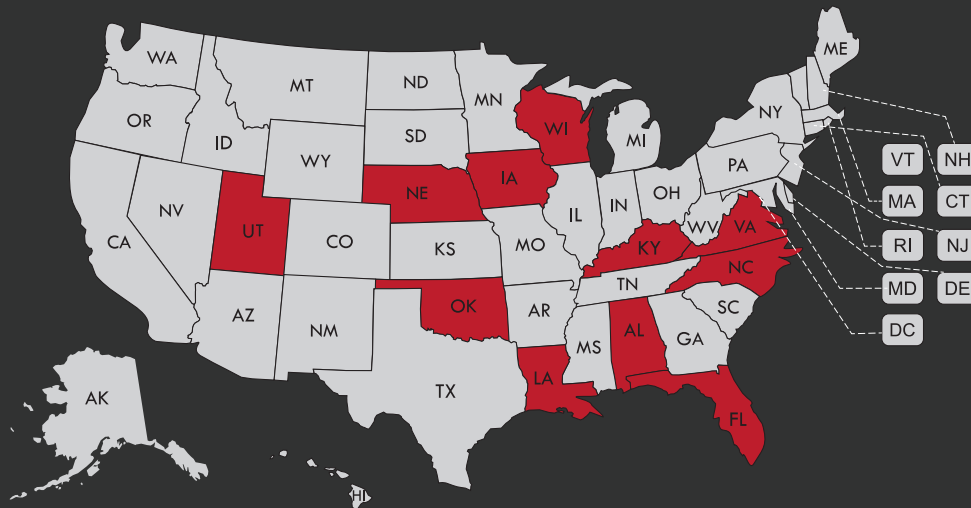 WA
MT
ND
MN
ME
OR
ID
SD
WI
MI
NY
WY
VT
NH
NE
IA
PA
NV
UT
CO
IL
IN
OH
MA
CT
CA
KS
MO
WV
VA
KY
RI
NJ
AZ
NM
OK
AR
TN
NC
MD
DE
SC
MS
AL
GA
DC
TX
LA
FL
AK
HI